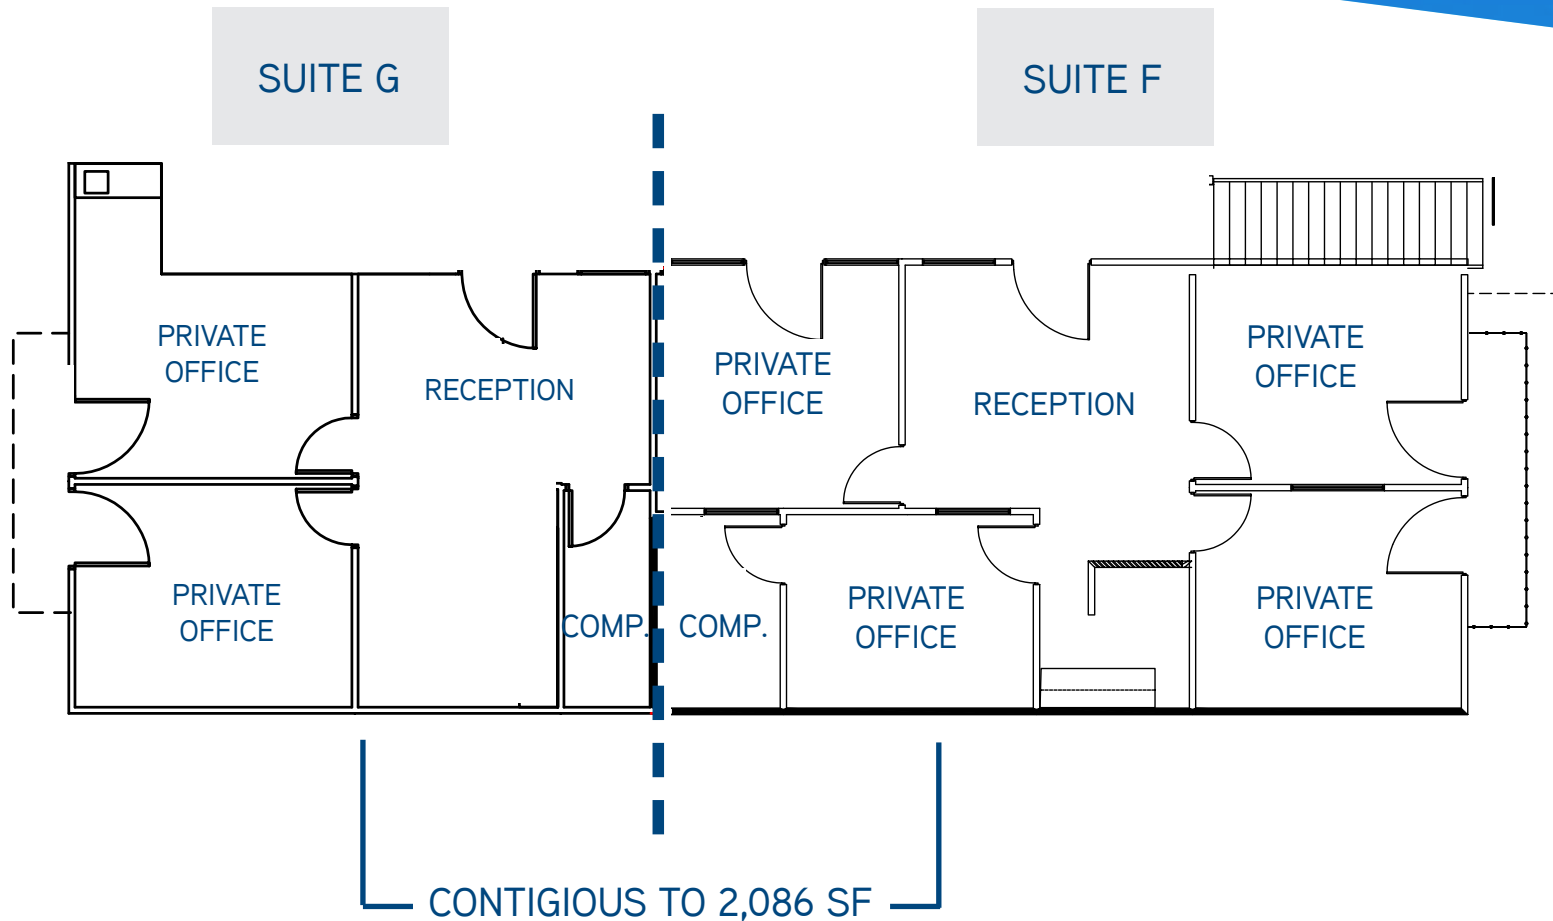 SUITE G
SUITE F
PRIVATE
OFFICE
RECEPTION
PRIVATE
OFFICE
RECEPTION
PRIVATE
OFFICE
PRIVATE
OFFICE
COMP.
COMP.
PRIVATE
OFFICE
PRIVATE
OFFICE
CONTIGIOUS TO 2,086 SF